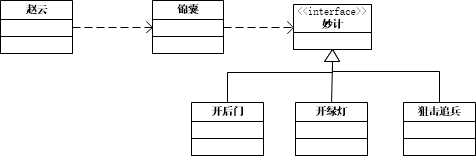 赵云
锦囊
<<interface>>
妙计
开后门
开绿灯
狙击追兵